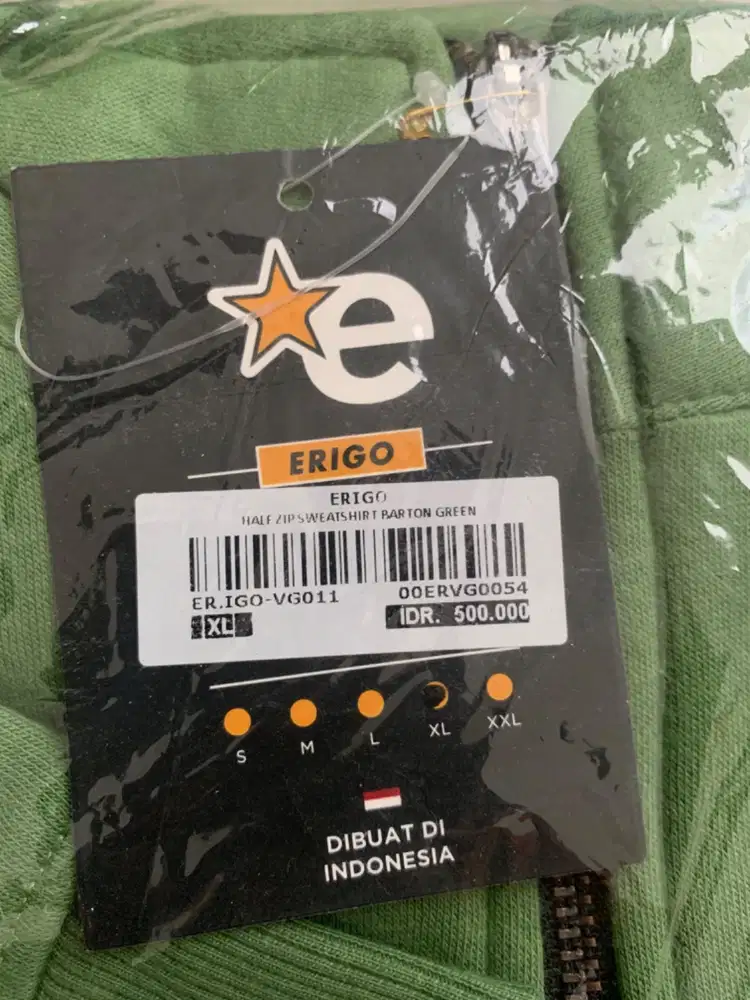 e
ERIGO
ERIGO
HALF ZIP SWEATSHIRT BARTON GREEN
ER.IGO-VG011 00ERVG0054
XL IDR. 500.000
S M L XL XXL
DIBUAT DI
INDONESIA